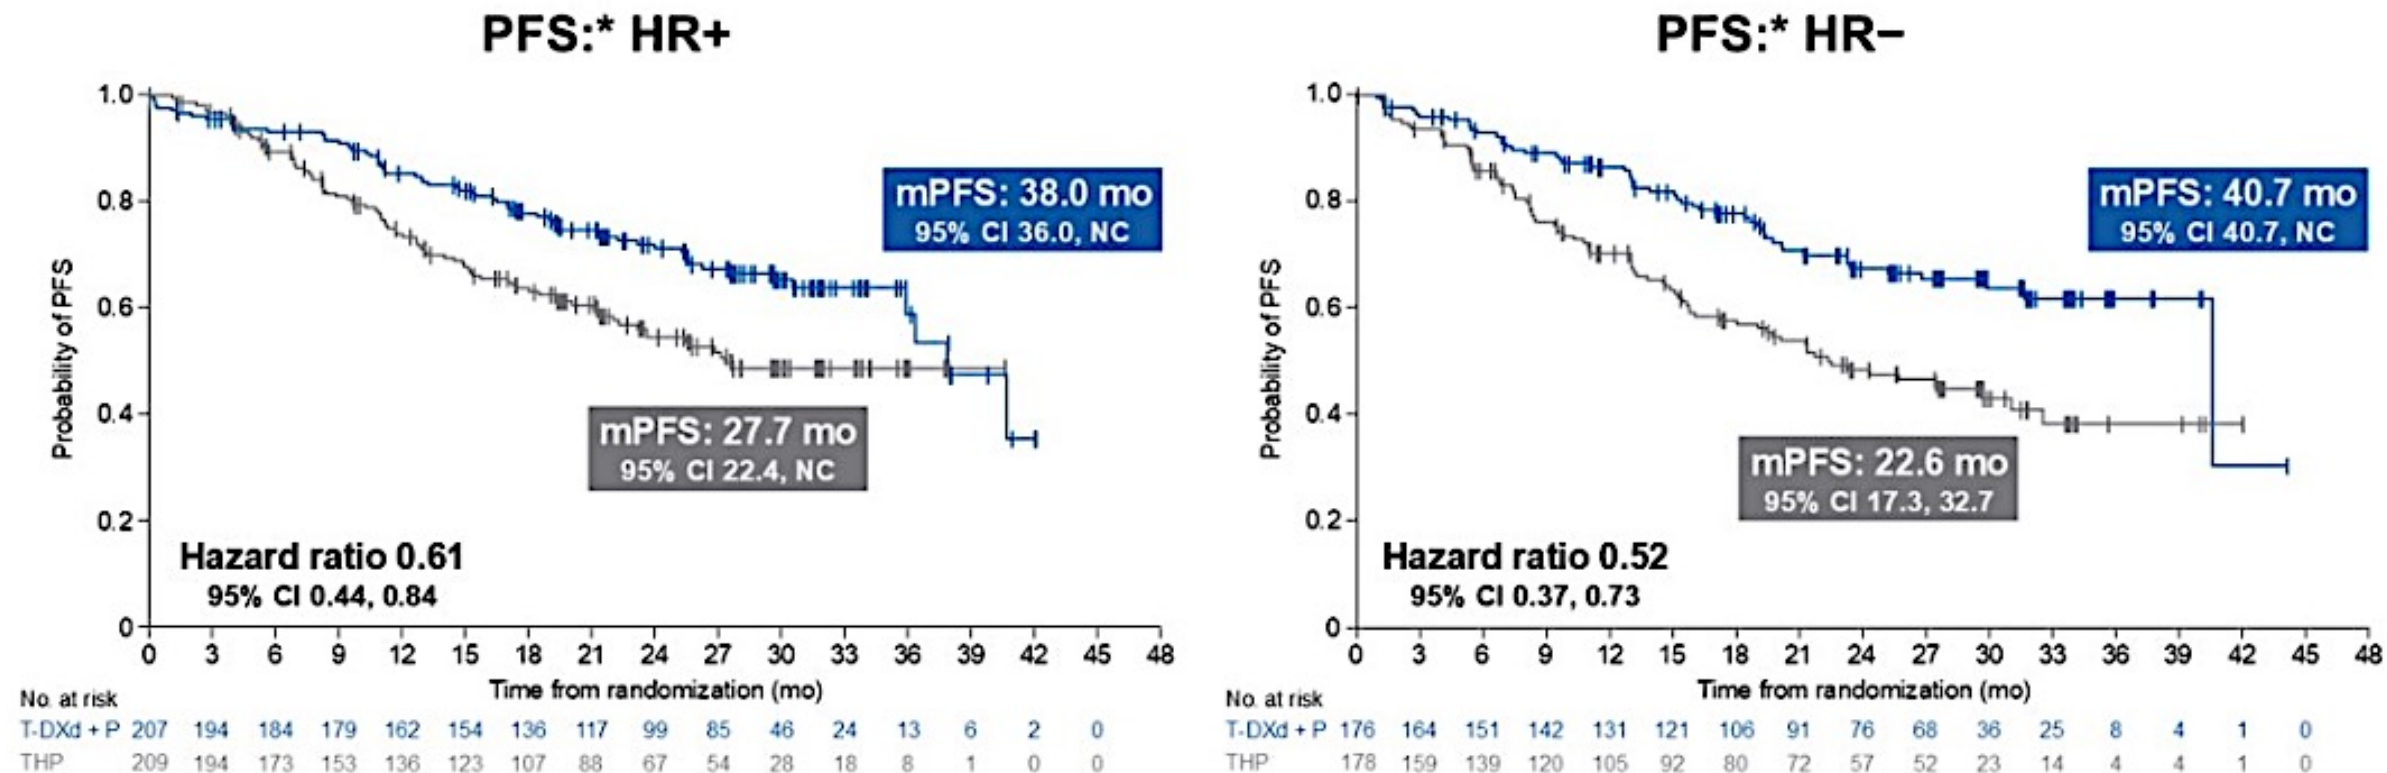 PFS:* HR+
1.0
0.8
0.6
0.4
0.2
0
Probability of PFS
mPFS: 38.0 mo
95% CI 36.0, NC
mPFS: 27.7 mo
95% CI 22.4, NC
Hazard ratio 0.61
95% CI 0.44, 0.84
0 3 6 9 12 15 18 21 24 27 30 33 36 39 42 45 48
Time from randomization (mo)
No. at risk
T-DXd + P 207 194 184 179 162 154 136 117 99 85 46 24 13 6 2 0
THP 209 194 173 153 136 123 107 88 67 54 28 18 8 1 0 0
PFS:* HR−
1.0
0.8
0.6
0.4
0.2
0
Probability of PFS
mPFS: 40.7 mo
95% CI 40.7, NC
mPFS: 22.6 mo
95% CI 17.3, 32.7
Hazard ratio 0.52
95% CI 0.37, 0.73
0 3 6 9 12 15 18 21 24 27 30 33 36 39 42 45 48
Time from randomization (mo)
No. at risk
T-DXd + P 176 164 151 142 131 121 106 91 76 68 36 25 8 4 1 0
THP 178 159 139 120 105 92 80 72 57 52 23 14 4 4 1 0